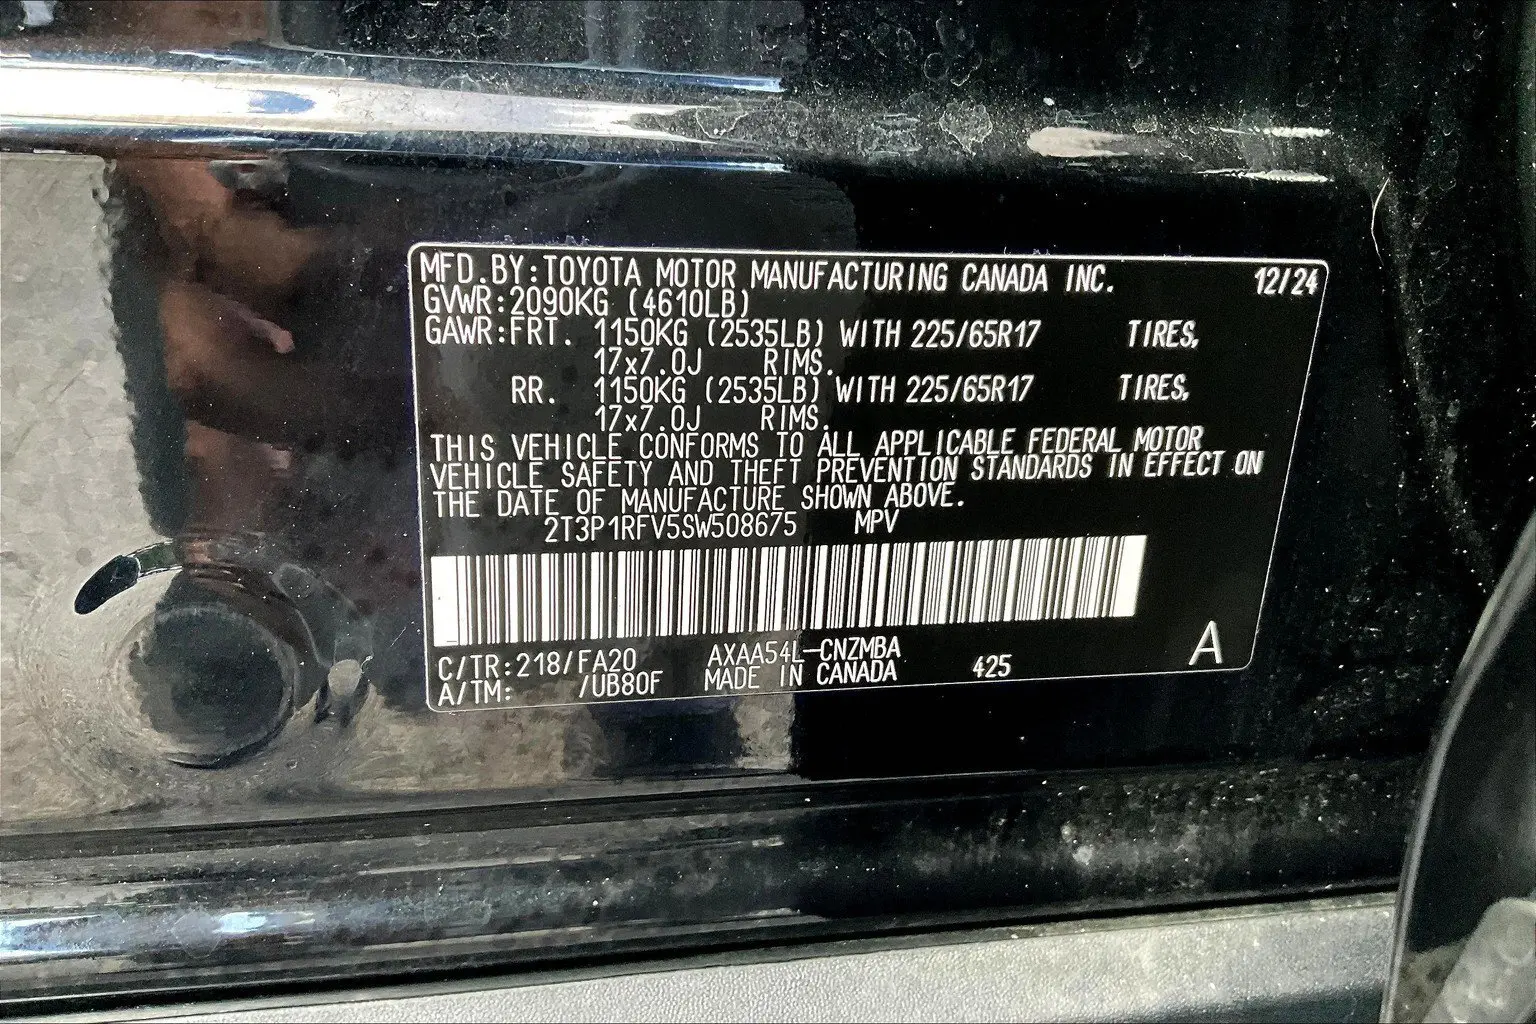 MFD.BY:TOYOTA MOTOR MANUFACTURING CANADA INC. 12/24
GVWR:2090KG (4610LB)
GAWR:FRT. 1150KG (2535LB) WITH 225/65R17 TIRES,
17x7.0J RIMS.
RR. 1150KG (2535LB) WITH 225/65R17 TIRES,
17x7.0J RIMS.
THIS VEHICLE CONFORMS TO ALL APPLICABLE FEDERAL MOTOR
VEHICLE SAFETY AND THEFT PREVENTION STANDARDS IN EFFECT ON
THE DATE OF MANUFACTURE SHOWN ABOVE.
2T3P1RFV5SW508675 MPV
C/TR:218/FA20 AXAA54L-CNZMBA
A/TM: /UB80F MADE IN CANADA 425 A